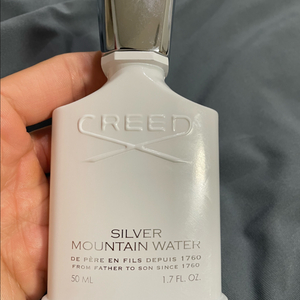 CREED
SILVER
MOUNTAIN WATER
DE PÈRE EN FILS DEPUIS 1760
FROM FATHER TO SON SINCE 1760
50 ML 1.7 FL. OZ.